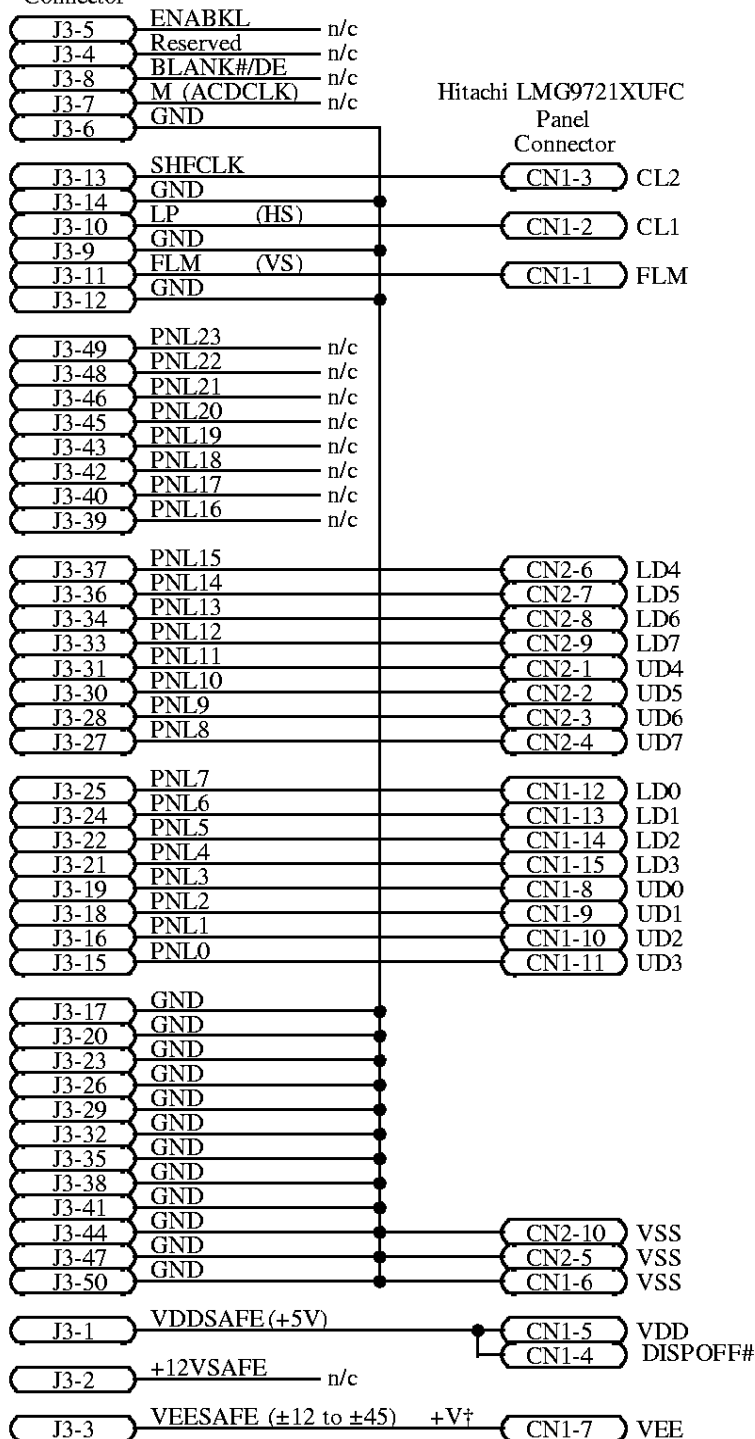 Connector
J3-5 ENABKL n/c
J3-4 Reserved n/c
J3-8 BLANK#/DE n/c
J3-7 M (ACDCLK) n/c
J3-6 GND
Hitachi LMG9721XUFC
Panel
Connector
J3-13 SHFCLK CN1-3 CL2
J3-14 GND
J3-10 LP (HS) CN1-2 CL1
J3-9 GND
J3-11 FLM (VS) CN1-1 FLM
J3-12 GND
J3-49 PNL23 n/c
J3-48 PNL22 n/c
J3-46 PNL21 n/c
J3-45 PNL20 n/c
J3-43 PNL19 n/c
J3-42 PNL18 n/c
J3-40 PNL17 n/c
J3-39 PNL16 n/c
J3-37 PNL15 CN2-6 LD4
J3-36 PNL14 CN2-7 LD5
J3-34 PNL13 CN2-8 LD6
J3-33 PNL12 CN2-9 LD7
J3-31 PNL11 CN2-1 UD4
J3-30 PNL10 CN2-2 UD5
J3-28 PNL9 CN2-3 UD6
J3-27 PNL8 CN2-4 UD7
J3-25 PNL7 CN1-12 LD0
J3-24 PNL6 CN1-13 LD1
J3-22 PNL5 CN1-14 LD2
J3-21 PNL4 CN1-15 LD3
J3-19 PNL3 CN1-8 UD0
J3-18 PNL2 CN1-9 UD1
J3-16 PNL1 CN1-10 UD2
J3-15 PNL0 CN1-11 UD3
J3-17 GND
J3-20 GND
J3-23 GND
J3-26 GND
J3-29 GND
J3-32 GND
J3-35 GND
J3-38 GND
J3-41 GND
J3-44 GND CN2-10 VSS
J3-47 GND CN2-5 VSS
J3-50 GND CN1-6 VSS
J3-1 VDDSAFE (+5V) CN1-5 VDD
CN1-4 DISPOFF#
J3-2 +12VSAFE n/c
J3-3 VEESAFE (±12 to ±45) +V† CN1-7 VEE